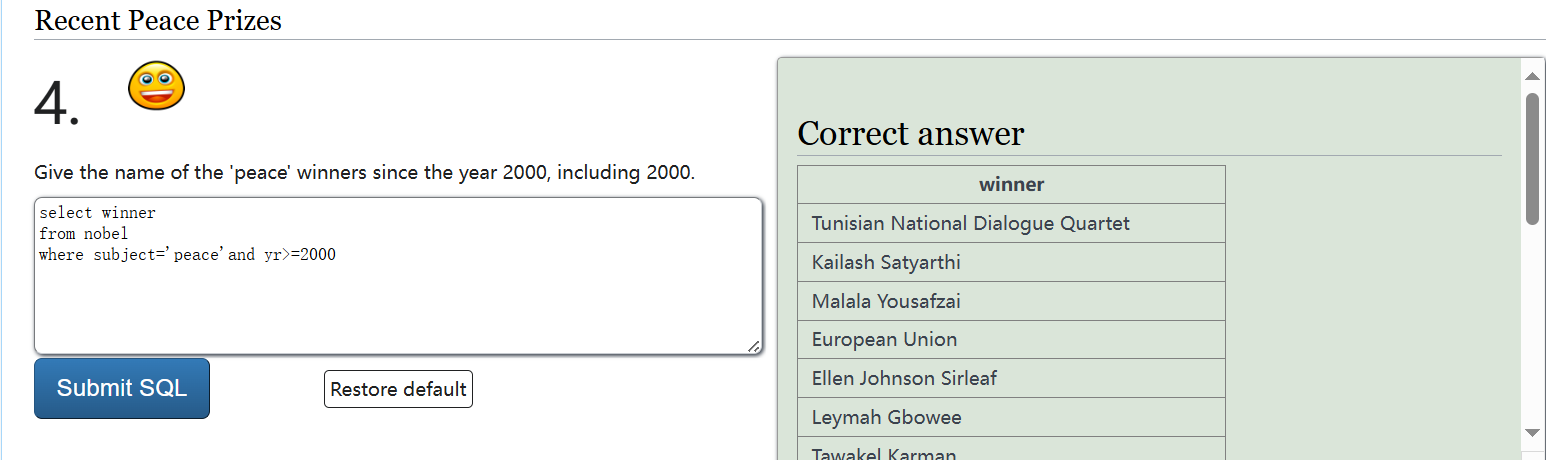 Recent Peace Prizes
4.
Give the name of the 'peace' winners since the year 2000, including 2000.
select winner
from nobel
where subject='peace'and yr>=2000
Submit SQL
Restore default
Correct answer
winner
Tunisian National Dialogue Quartet
Kailash Satyarthi
Malala Yousafzai
European Union
Ellen Johnson Sirleaf
Leymah Gbowee
Tawakel Karman